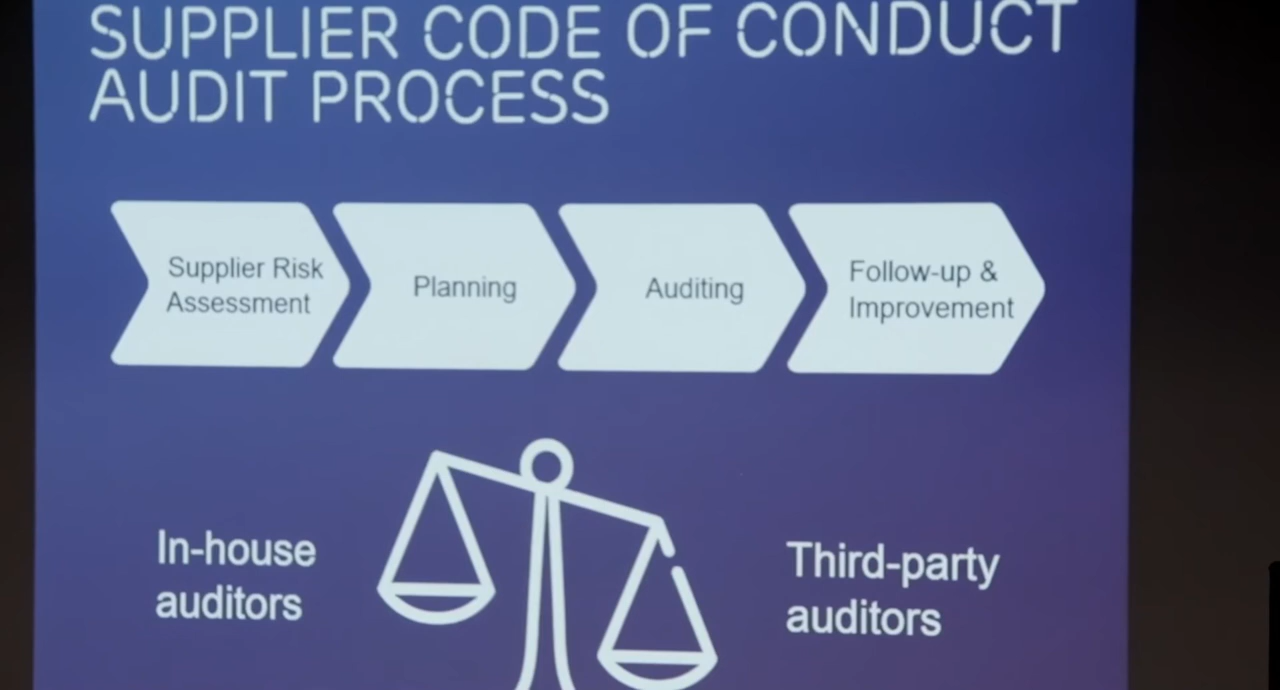 SUPPLIER CODE OF CONDUCT
AUDIT PROCESS
Supplier Risk
Assessment
Planning
Auditing
Follow-up &
Improvement
In-house
auditors
Third-party
auditors